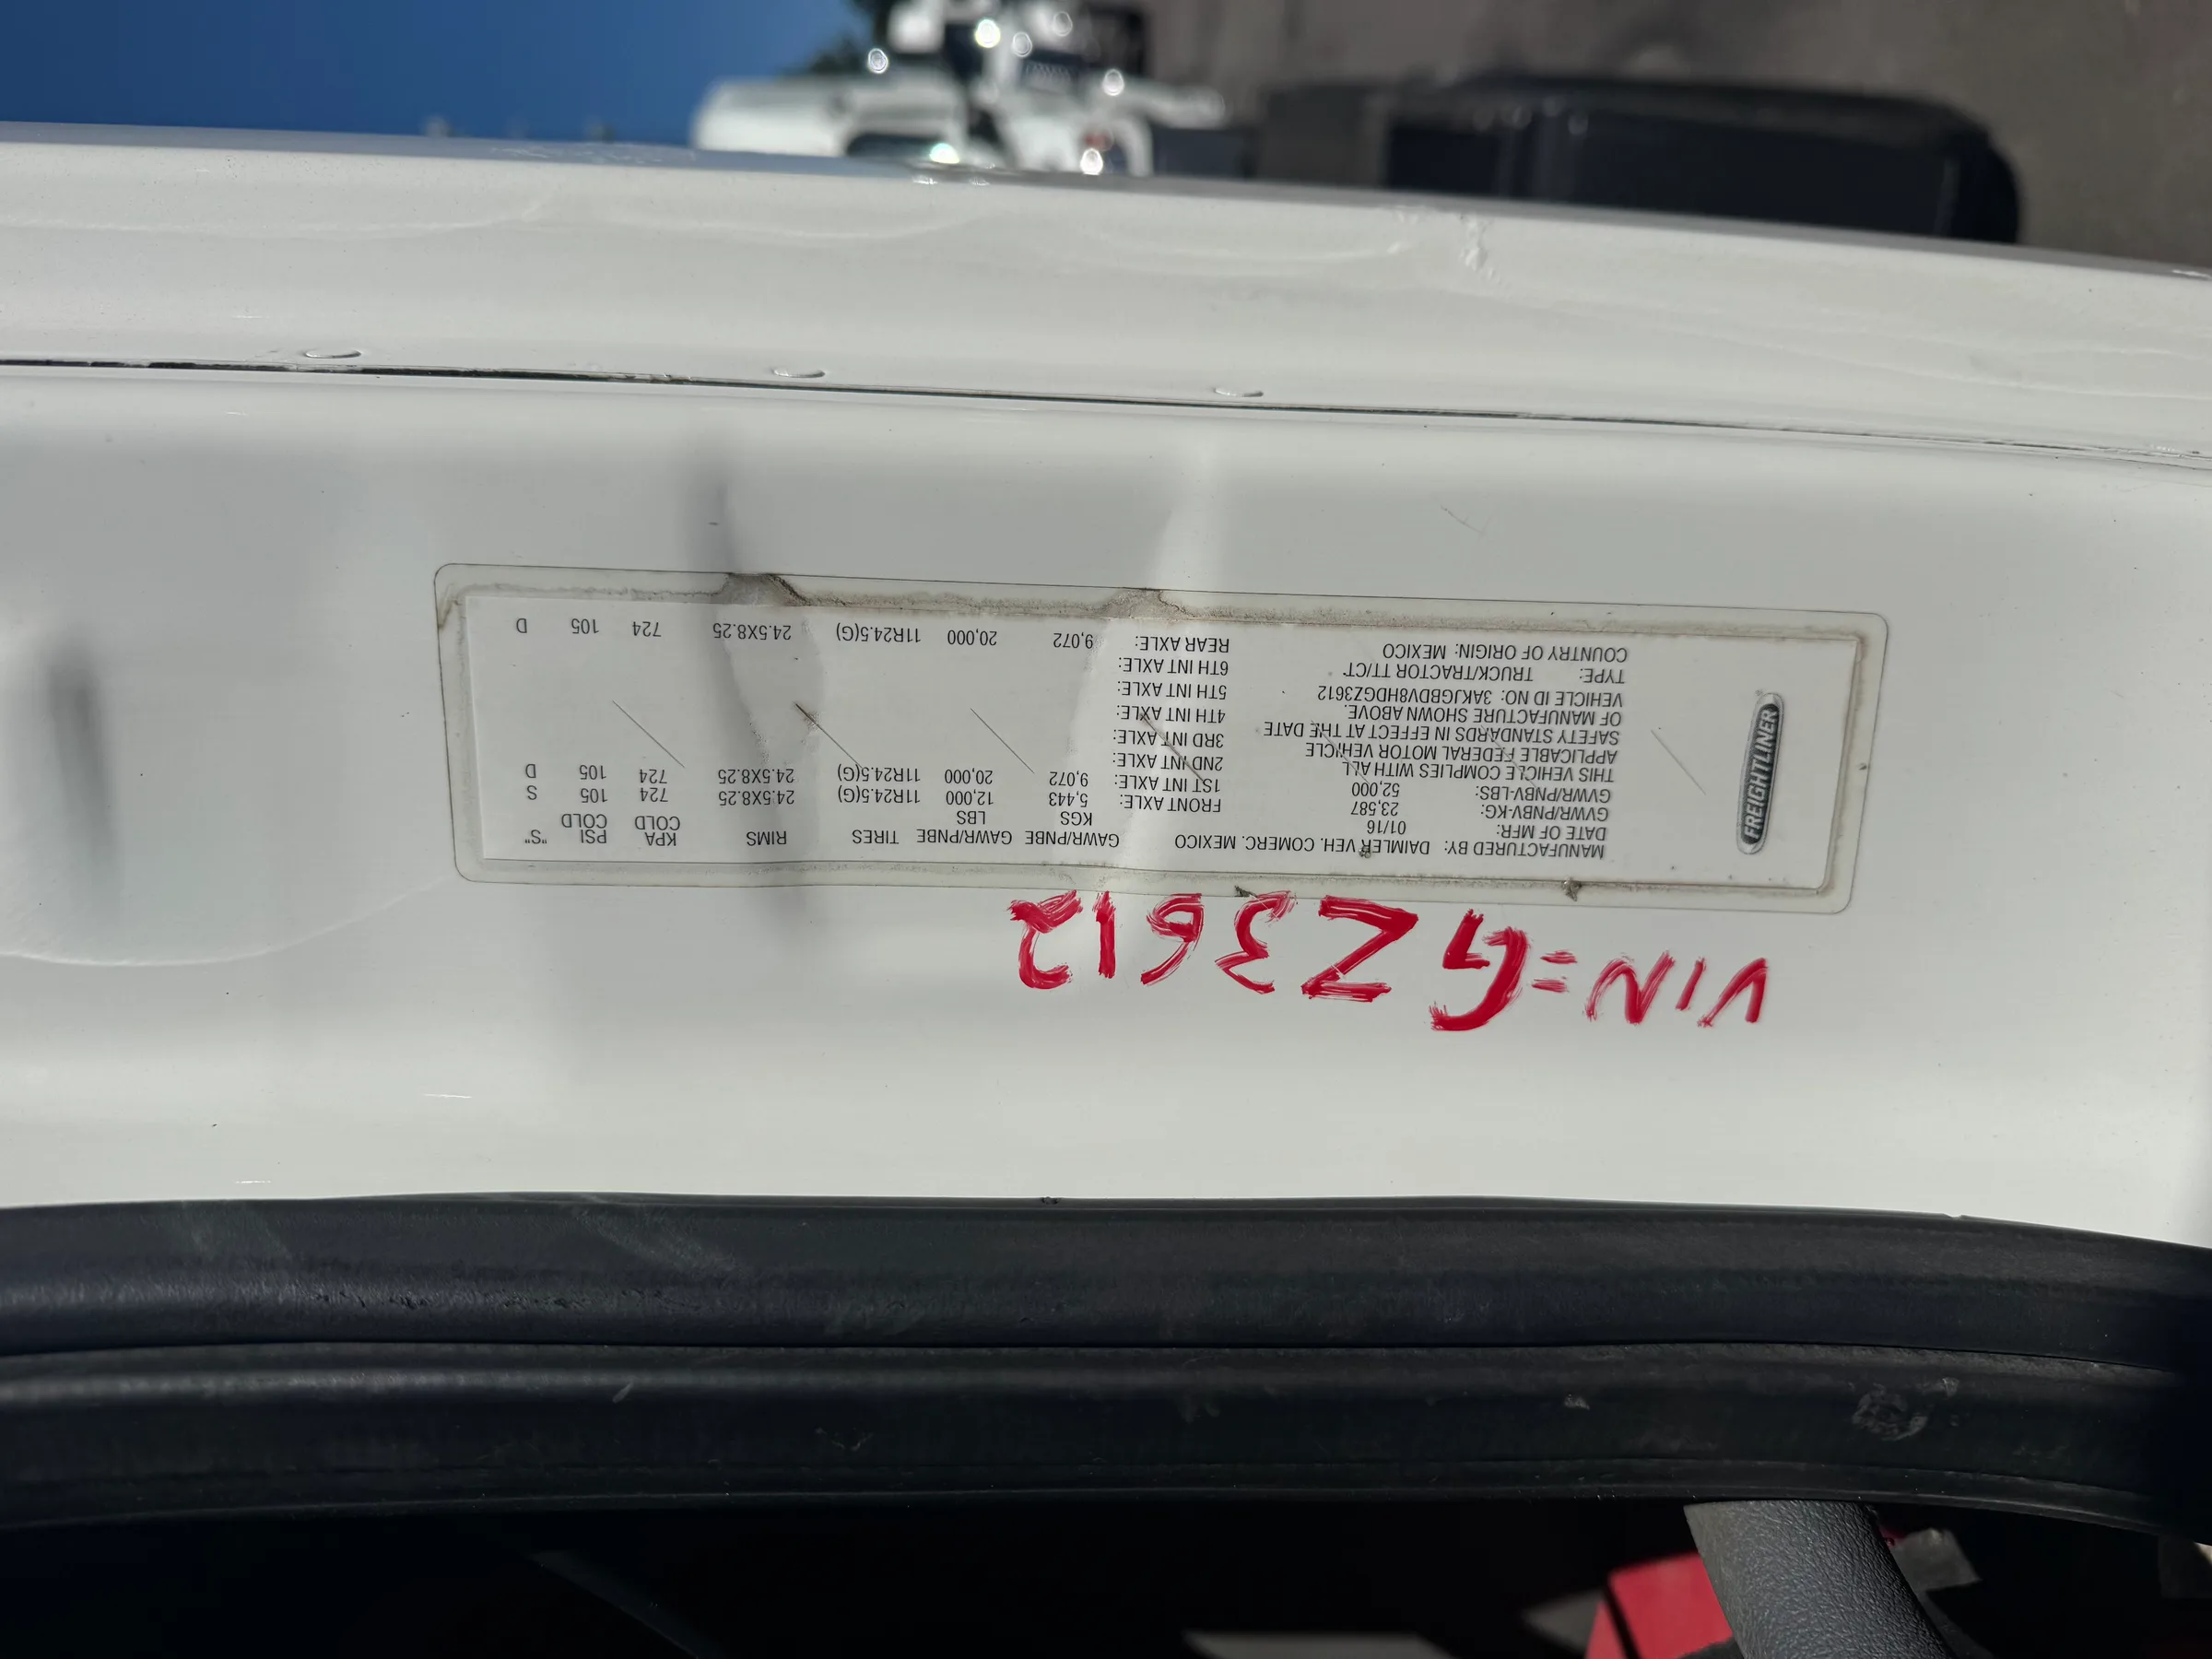 FREIGHTLINER
MANUFACTURED BY: DAIMLER VEH. COMERC. MEXICO
DATE OF MFR: 01/16
GVWR/PNBV-KG: 23,587
GVWR/PNBV-LBS: 52,000
THIS VEHICLE COMPLIES WITH ALL
APPLICABLE FEDERAL MOTOR VEHICLE
SAFETY STANDARDS IN EFFECT AT THE DATE
OF MANUFACTURE SHOWN ABOVE.
VEHICLE ID NO: 3AKJGBDV8HDGZ3612
TYPE: TRUCK/TRACTOR TT/CT
COUNTRY OF ORIGIN: MEXICO
GAWR/PNBE GAWR/PNBE TIRES RIMS KPA PSI "S"
KGS LBS COLD COLD
FRONT AXLE: 5,443 12,000 11R24.5(G) 24.5X8.25 724 105 S
1ST INT AXLE: 9,072 20,000 11R24.5(G) 24.5X8.25 724 105 D
2ND INT AXLE:
3RD INT AXLE:
4TH INT AXLE:
5TH INT AXLE:
6TH INT AXLE:
REAR AXLE: 9,072 20,000 11R24.5(G) 24.5X8.25 724 105 D
VIN=GZ3612